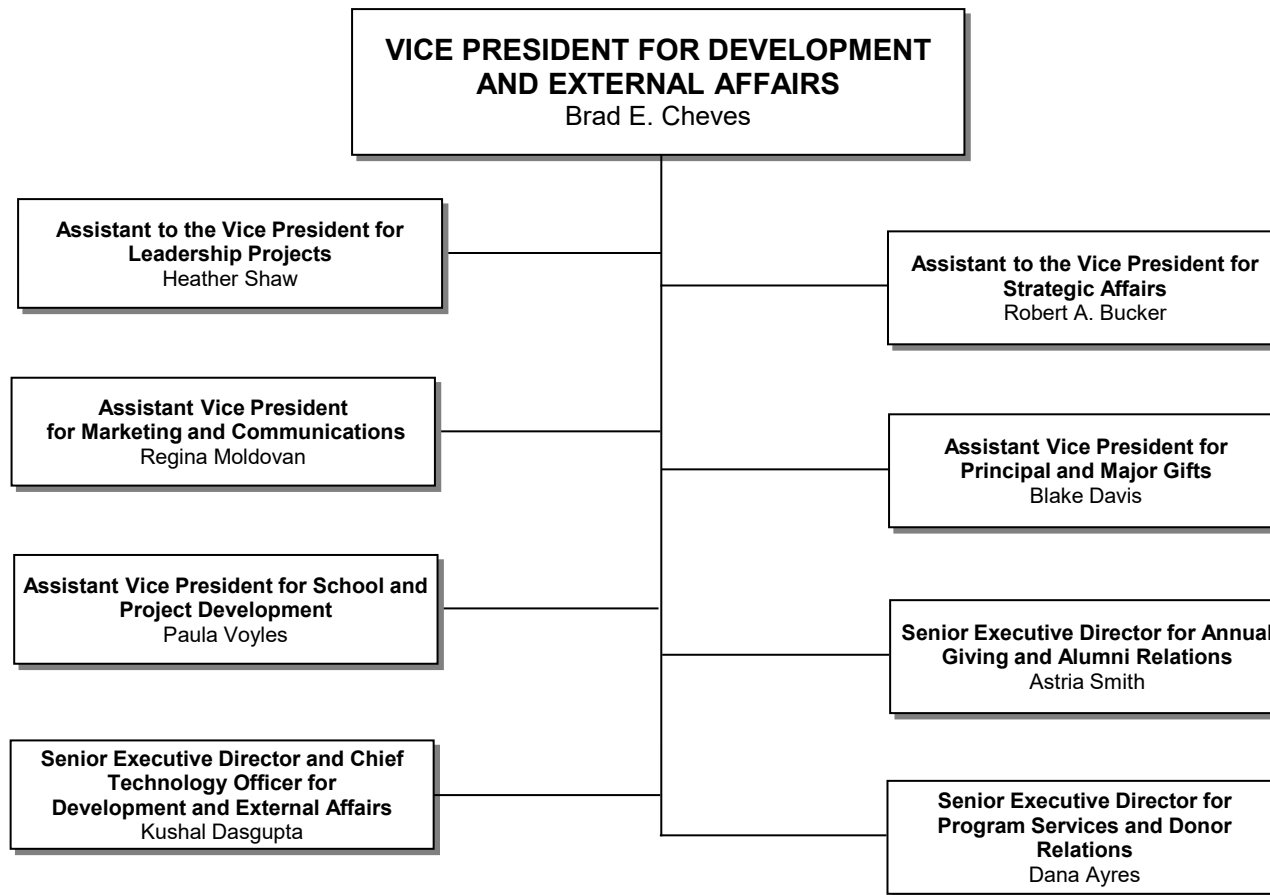 VICE PRESIDENT FOR DEVELOPMENT
AND EXTERNAL AFFAIRS
Brad E. Cheves
Assistant to the Vice President for
Leadership Projects
Heather Shaw
Assistant to the Vice President for
Strategic Affairs
Robert A. Bucker
Assistant Vice President
for Marketing and Communications
Regina Moldovan
Assistant Vice President for
Principal and Major Gifts
Blake Davis
Assistant Vice President for School and
Project Development
Paula Voyles
Senior Executive Director for Annual
Giving and Alumni Relations
Astria Smith
Senior Executive Director and Chief
Technology Officer for
Development and External Affairs
Kushal Dasgupta
Senior Executive Director for
Program Services and Donor
Relations
Dana Ayres